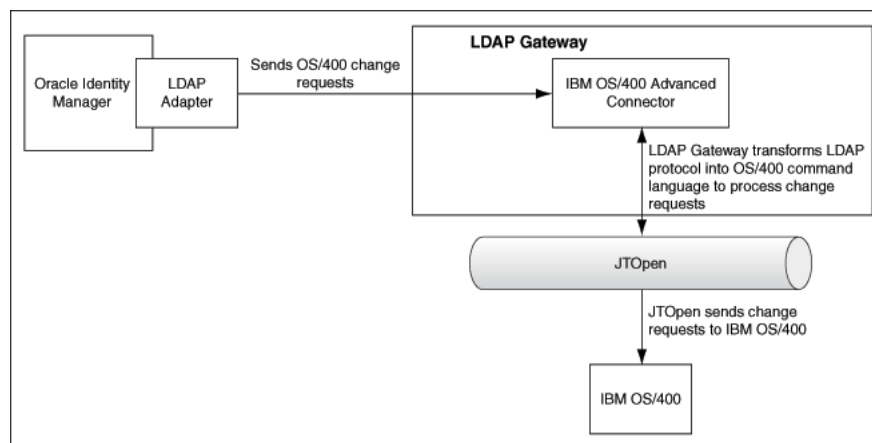 LDAP Gateway
Sends OS/400 change
requests
Oracle Identity
Manager
LDAP
Adapter
IBM OS/400 Advanced
Connector
LDAP Gateway transforms LDAP
protocol into OS/400 command
language to process change
requests
JTOpen
JTOpen sends change
requests to IBM OS/400
IBM OS/400